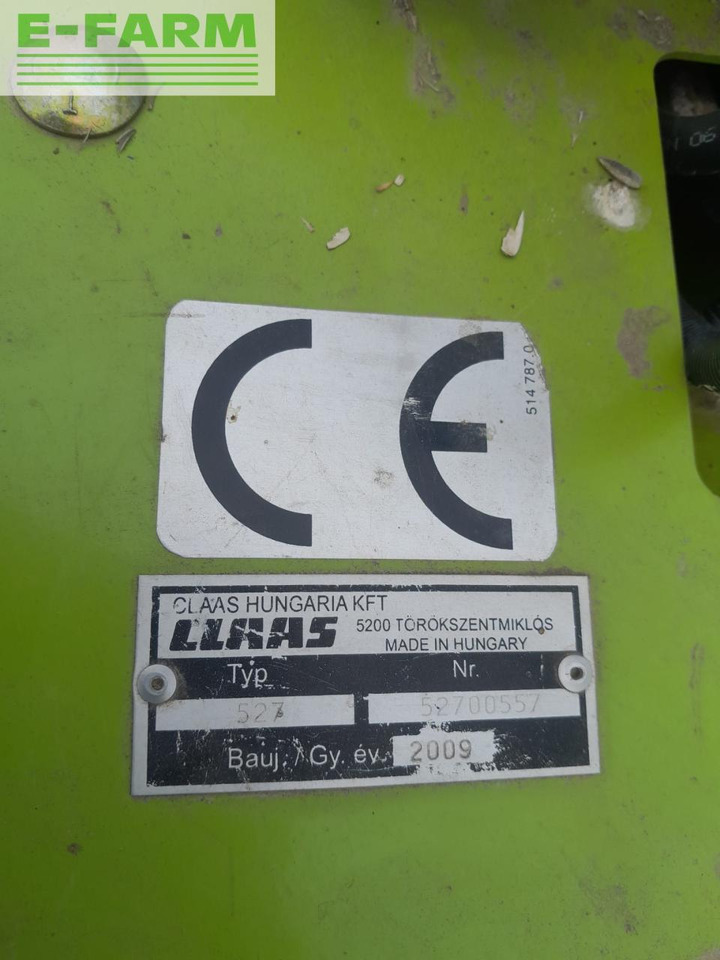 E-FARM
CE
514 787.0
CLAAS HUNGARIA KFT
CLAAS 5200 TÖRÖKSZENTMIKLÓS
MADE IN HUNGARY
Typ Nr.
527 52700557
Bauj. / Gy. év. 2009